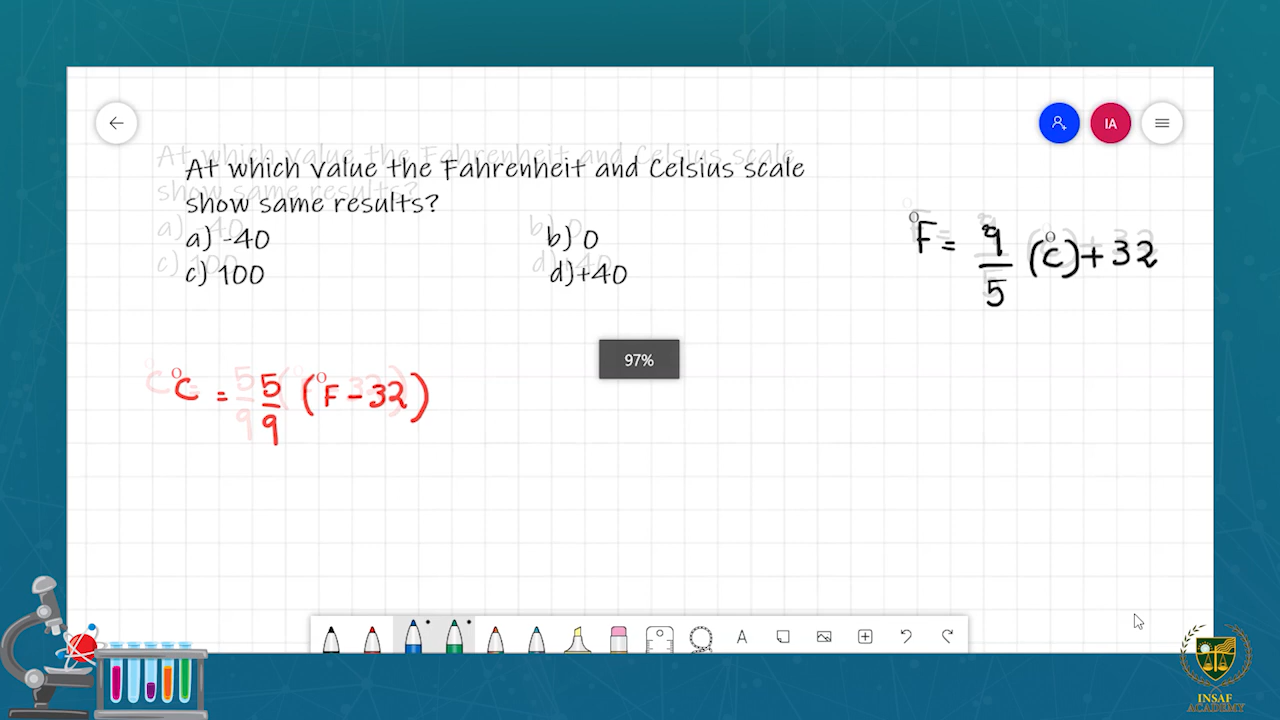 At which value the Fahrenheit and Celsius scale
show same results?
a) -40 b) 0
c) 100 d) +40
°F = 9/5 (°C) + 32
97%
°C = 5/9 (°F - 32)
IA
A
INSAF
ACADEMY